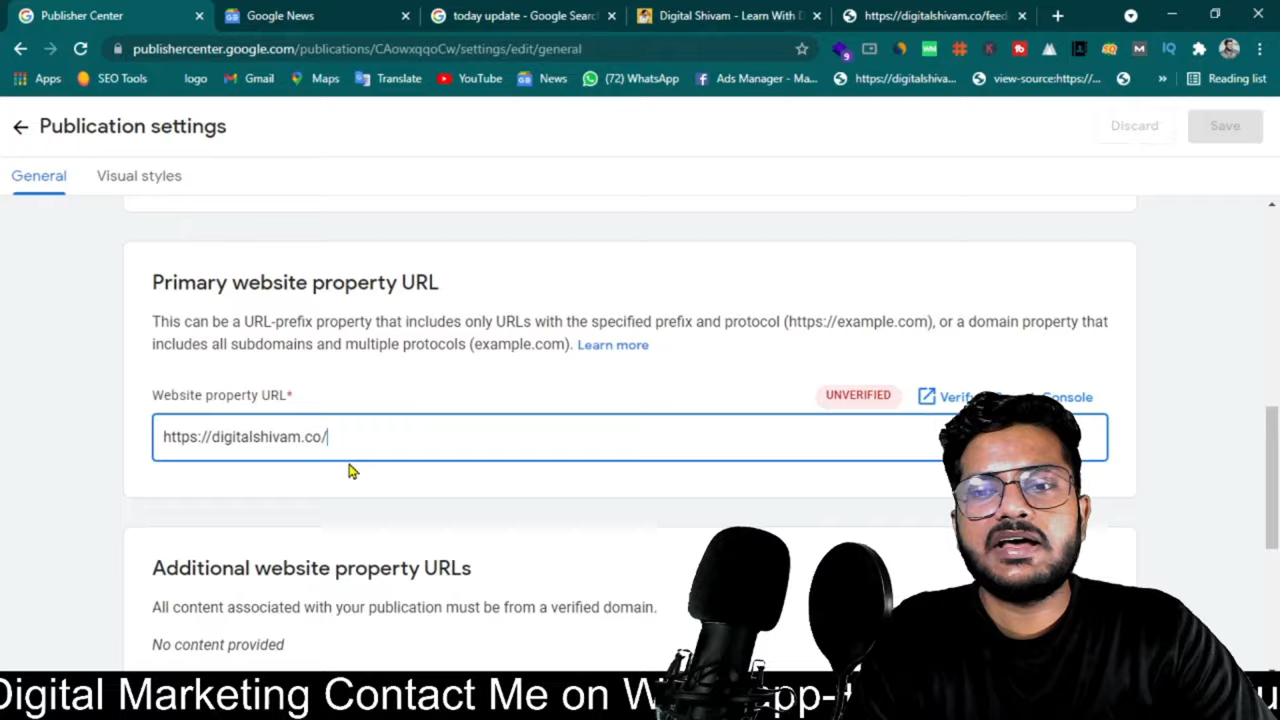 Publisher Center
Google News
today update - Google Searc
Digital Shivam - Learn With D
https://digitalshivam.co/feed
publishercenter.google.com/publications/CAowxqqoCw/settings/edit/general
9
Apps
SEO Tools
logo
Gmail
Maps
Translate
YouTube
News
(72) WhatsApp
Ads Manager - Ma...
https://digitalshiva...
view-source:https://...
»
Reading list
Publication settings
Discard
Save
General
Visual styles
Primary website property URL
This can be a URL-prefix property that includes only URLs with the specified prefix and protocol (https://example.com), or a domain property that
includes all subdomains and multiple protocols (example.com). Learn more
Website property URL*
UNVERIFIED
Console
https://digitalshivam.co/
Additional website property URLs
All content associated with your publication must be from a verified domain.
No content provided
Digital Marketing Contact Me on